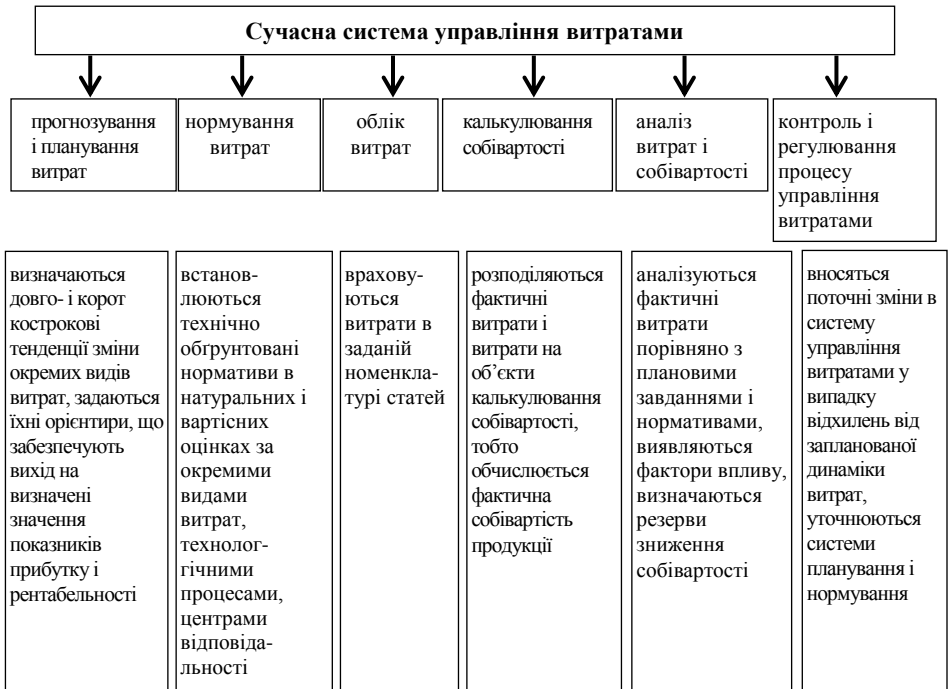 Сучасна система управління витратами
прогнозування
і планування
витрат
нормування
витрат
облік
витрат
калькулювання
собівартості
аналіз
витрат і
собівартості
контроль і
регулювання
процесу
управління
витратами
визначаються
довго- і корот
кострокові
тенденції зміни
окремих видів
витрат, задаються
їхні орієнтири, що
забезпечують
вихід на
визначені
значення
показників
прибутку і
рентабельності
встанов-
люються
технічно
обґрунтовані
нормативи в
натуральних і
вартісних
оцінках за
окремими
видами
витрат,
технолог-
гічними
процесами,
центрами
відповіда-
льності
врахову-
ються
витрати в
заданій
номенкла-
турі статей
розподіляються
фактичні
витрати і
витрати на
об’єкти
калькулювання
собівартості,
тобто
обчислюється
фактична
собівартість
продукції
аналізуються
фактичні
витрати
порівняно з
плановими
завданнями і
нормативами,
виявляються
фактори впливу,
визначаються
резерви
зниження
собівартості
вносяться
поточні зміни в
систему
управління
витратами у
випадку
відхилень від
запланованої
динаміки
витрат,
уточнюються
системи
планування і
нормування